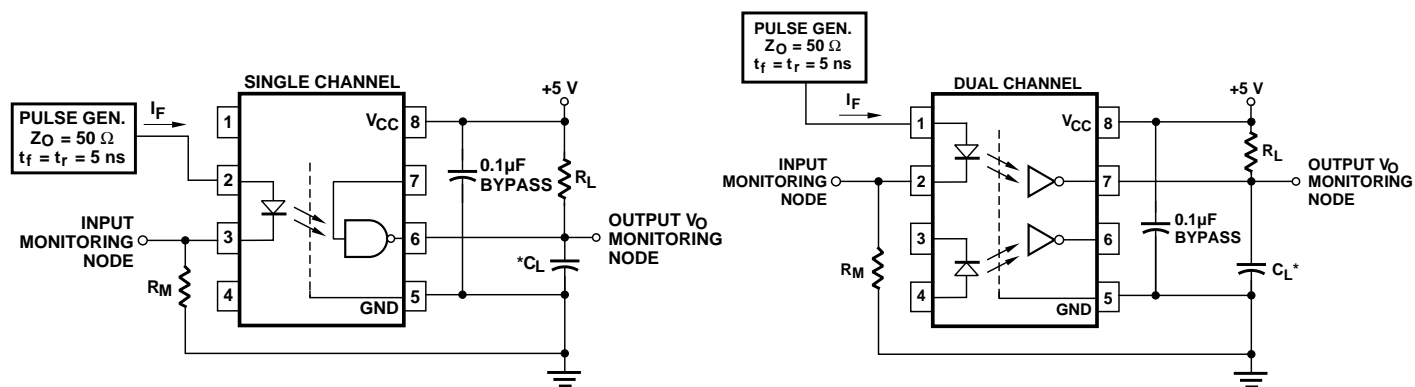 SINGLE CHANNEL
PULSE GEN.
ZO = 50 Ω
tf = tr = 5 ns
IF
1
2
3
4
VCC 8
7
6
5
GND
+5 V
0.1µF
BYPASS
RL
INPUT
MONITORING
NODE
RM
OUTPUT VO
MONITORING
NODE
*CL
PULSE GEN.
ZO = 50 Ω
tf = tr = 5 ns
DUAL CHANNEL
IF
1
2
3
4
VCC 8
7
6
5
GND
+5 V
RL
INPUT
MONITORING
NODE
RM
OUTPUT VO
MONITORING
NODE
0.1µF
BYPASS
CL*